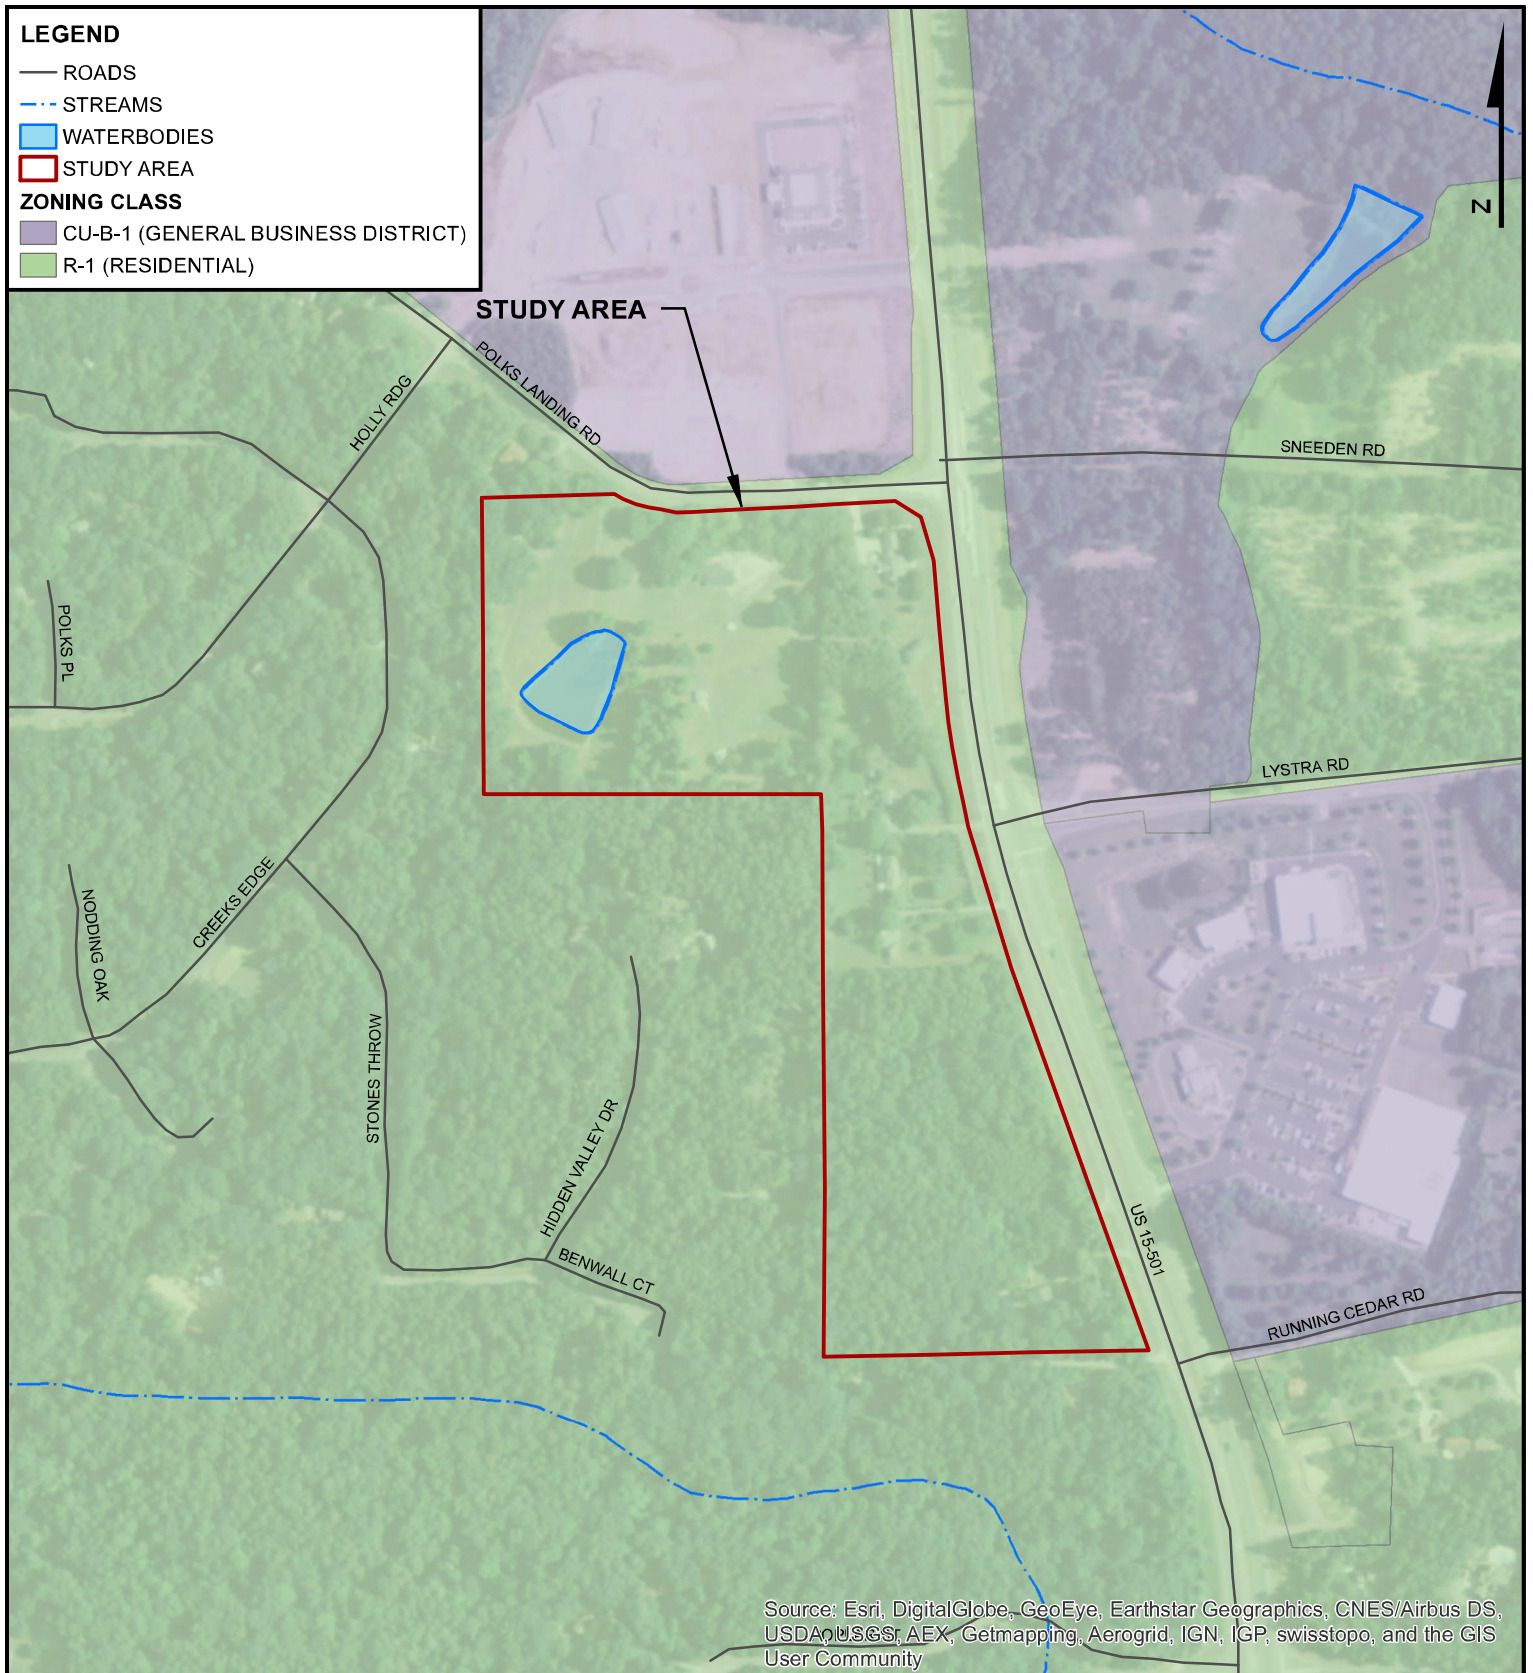 LEGEND
ROADS
STREAMS
WATERBODIES
STUDY AREA
ZONING CLASS
CU-B-1 (GENERAL BUSINESS DISTRICT)
R-1 (RESIDENTIAL)
N
STUDY AREA
POLKS LANDING RD
HOLLY RDG
SNEEDEN RD
POLKS PL
LYSTRA RD
CREEKS EDGE
NODDING OAK
STONES THROW
HIDDEN VALLEY DR
BENWALL CT
US 15-501
RUNNING CEDAR RD
Source: Esri, DigitalGlobe, GeoEye, Earthstar Geographics, CNES/Airbus DS,
USDA, USGS, AEX, Getmapping, Aerogrid, IGN, IGP, swisstopo, and the GIS
User Community